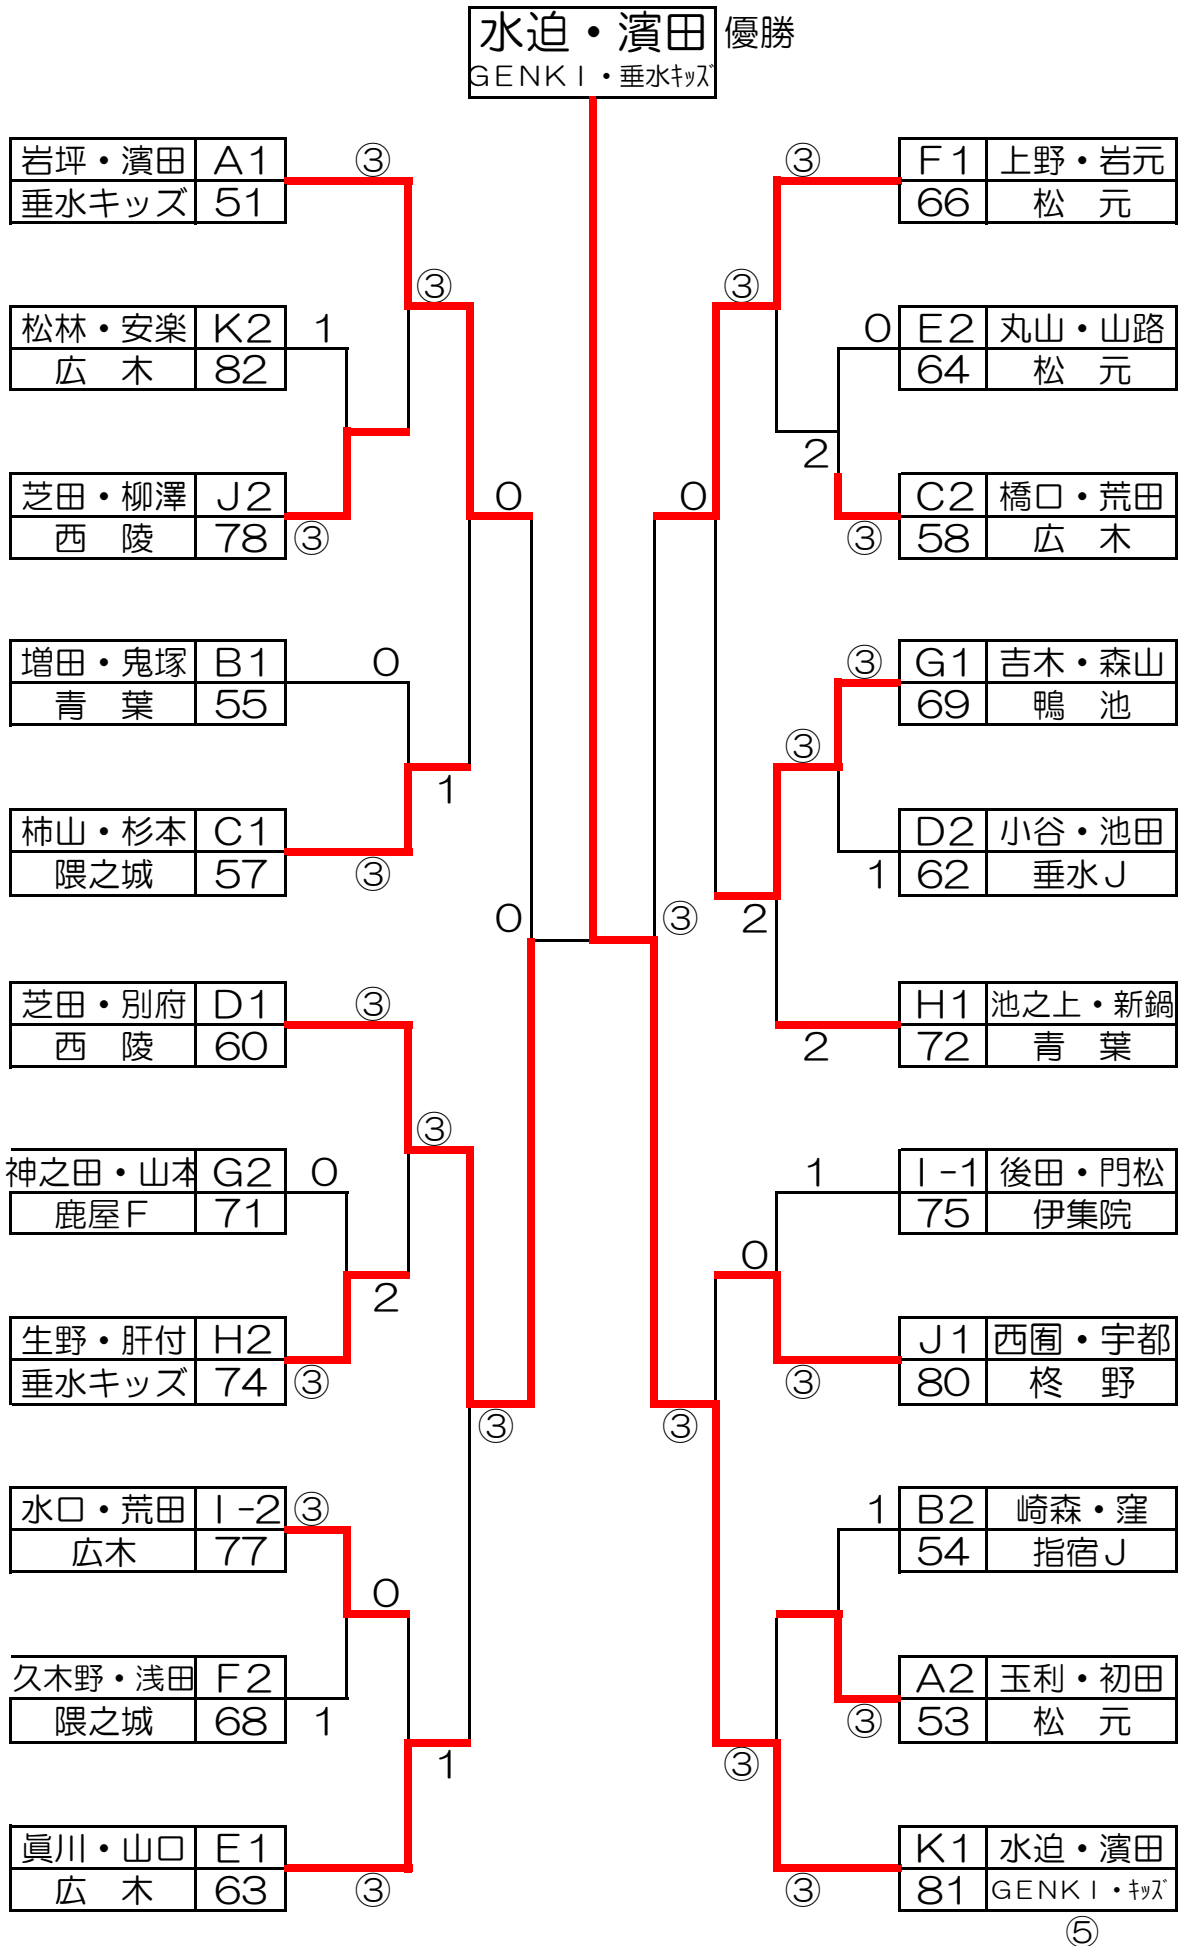 水迫・濱田 優勝
GENKI・垂水ｷｯｽﾞ
岩坪・濱田 A1 ③
垂水キッズ 51
③
松林・安楽 K2 1
広　木 82
芝田・柳澤 J2
西　陵 78 ③
0
増田・鬼塚 B1 0
青　葉 55
1
柿山・杉本 C1
隈之城 57 ③
0
芝田・別府 D1 ③
西　陵 60
③
神之田・山本 G2 0
鹿屋F 71
2
生野・肝付 H2
垂水キッズ 74 ③
③
水口・荒田 I-2 ③
広木 77
0
久木野・浅田 F2
隈之城 68 1
1
眞川・山口 E1
広　木 63 ③
③ F1 上野・岩元
66 松　元
③
0 E2 丸山・山路
64 松　元
2
0
C2 橋口・荒田
③ 58 広　木
③ G1 吉木・森山
69 鴨　池
③
D2 小谷・池田
1 62 垂水J
③
2
H1 池之上・新鍋
2 72 青　葉
1 I-1 後田・門松
75 伊集院
0
J1 西囿・宇都
③ 80 柊　野
③
1 B2 崎森・窪
54 指宿J
A2 玉利・初田
③ 53 松　元
③
K1 水迫・濱田
③ 81 GENKI・ｷｯｽﾞ
⑤